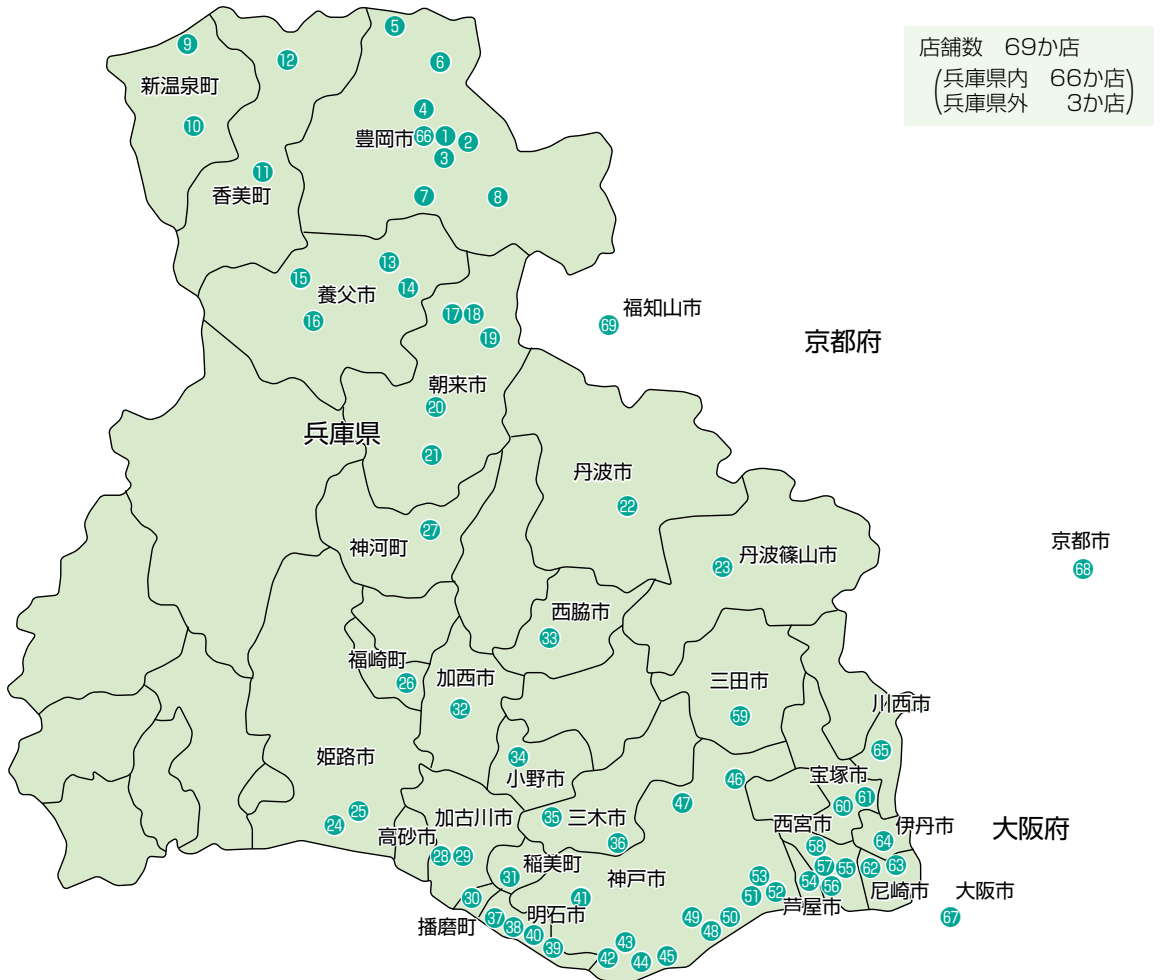 店舗数 69か店
(兵庫県内 66か店
兵庫県外 3か店)
5
9
12
6
新温泉町
4
10
豊岡市 66 1 2
3
11
香美町
7
8
13
15
14
養父市
16
17 18
19
福知山市
69
京都府
朝来市
20
兵庫県
21
丹波市
22
27
神河町
京都市
68
丹波篠山市
23
西脇市
33
福崎町
26
加西市
32
三田市
59
川西市
65
姫路市
34
小野市
46
宝塚市
60 61
47
24 25
加古川市
高砂市
28 29
35 三木市
36
西宮市
58
伊丹市
64
大阪府
稲美町
31
神戸市
57 55 62 63
54 56
尼崎市
芦屋市
53
51 52
大阪市
67
30
播磨町
41
37 38
明石市
40
39
49
48
50
42
43
44
45